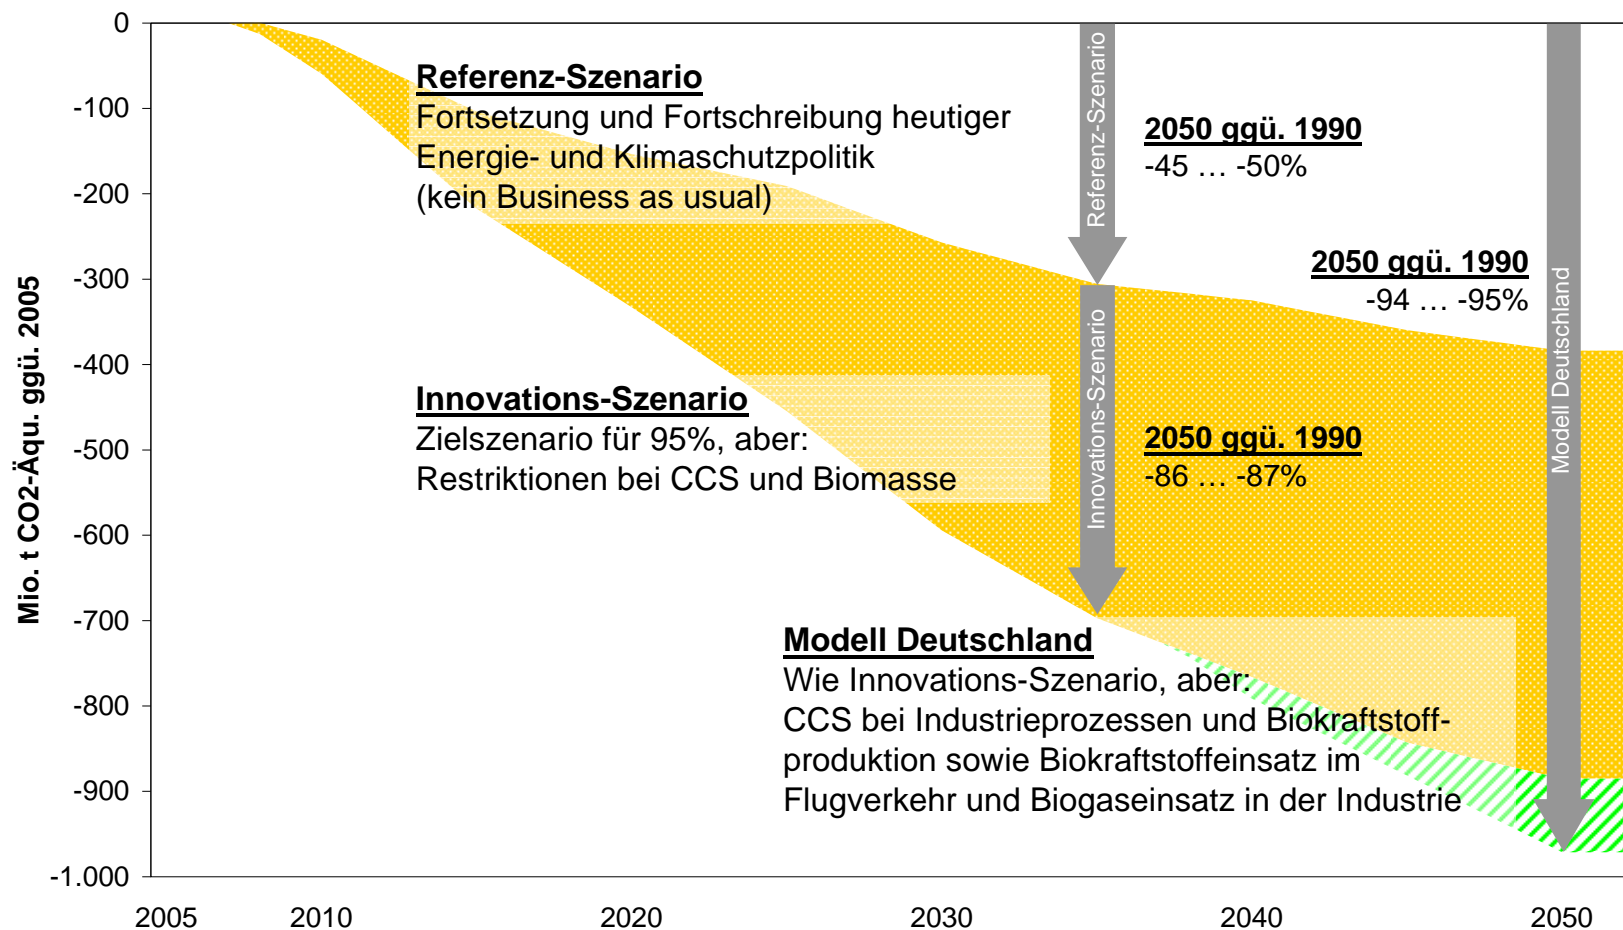 0
-100
-200
-300
-400
-500
-600
-700
-800
-900
-1.000
Mio. t CO2-Äqu. ggü. 2005
2005
2010
2020
2030
2040
2050
Referenz-Szenario
Fortsetzung und Fortschreibung heutiger
Energie- und Klimaschutzpolitik
(kein Business as usual)
Referenz-Szenario
2050 ggü. 1990
-45 … -50%
2050 ggü. 1990
-94 … -95%
Modell Deutschland
Innovations-Szenario
Zielszenario für 95%, aber:
Restriktionen bei CCS und Biomasse
Innovations-Szenario
2050 ggü. 1990
-86 … -87%
Modell Deutschland
Wie Innovations-Szenario, aber:
CCS bei Industrieprozessen und Biokraftstoff-
produktion sowie Biokraftstoffeinsatz im
Flugverkehr und Biogaseinsatz in der Industrie